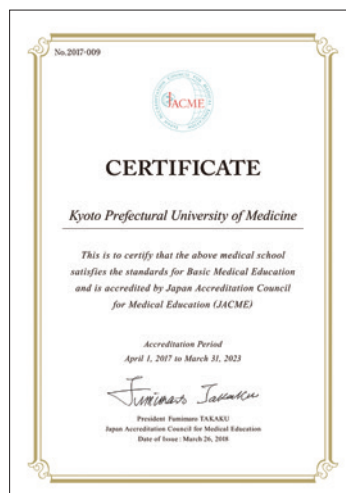 No.2017-009
JACME
CERTIFICATE
Kyoto Prefectural University of Medicine
This is to certify that the above medical school
satisfies the standards for Basic Medical Education
and is accredited by Japan Accreditation Council
for Medical Education (JACME)
Accreditation Period
April 1, 2017 to March 31, 2023
Fumimaro Takaku
President Fumimaro TAKAKU
Japan Accreditation Council for Medical Education
Date of Issue : March 26, 2018